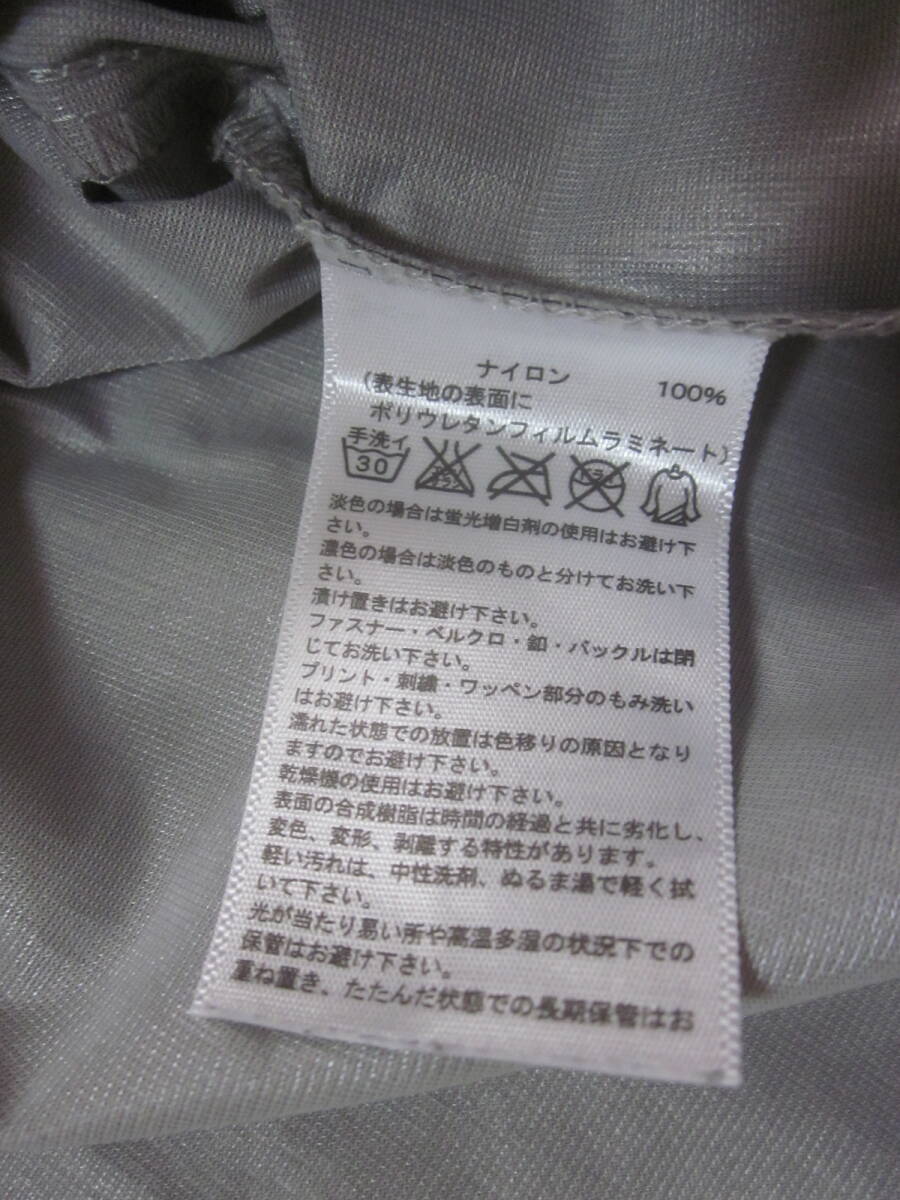 ナイロン 100%
(表生地の表面に
ポリウレタンフィルムラミネート)
手洗イ
30
エンソサラシ
ドライ
淡色の場合は蛍光増白剤の使用はお避け下
さい。
濃色の場合は淡色のものと分けてお洗い下
さい。
漬け置きはお避け下さい。
ファスナー・ベルクロ・釦・バックルは閉
じてお洗い下さい。
プリント・刺繍・ワッペン部分のもみ洗い
はお避け下さい。
濡れた状態での放置は色移りの原因となり
ますのでお避け下さい。
乾燥機の使用はお避け下さい。
表面の合成樹脂は時間の経過と共に劣化し、
変色、変形、剥離する特性があります。
軽い汚れは、中性洗剤、ぬるま湯で軽く拭
いて下さい。
光が当たり易い所や高温多湿の状況下での
保管はお避け下さい。
重ね置き、たたんだ状態での長期保管はお